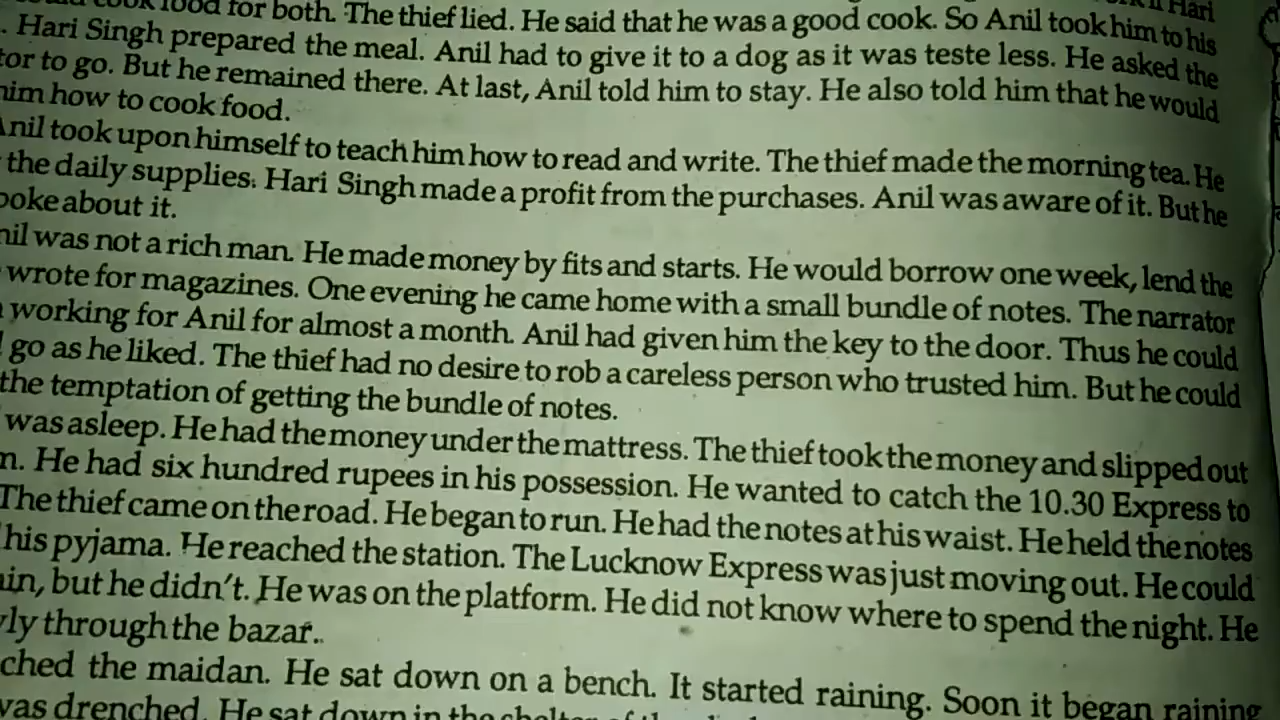 food for both. The thief lied. He said that he was a good cook. So Anil took him to his
. Hari Singh prepared the meal. Anil had to give it to a dog as it was teste less. He asked the
tor to go. But he remained there. At last, Anil told him to stay. He also told him that he would
him how to cook food.
Anil took upon himself to teach him how to read and write. The thief made the morning tea. He
the daily supplies. Hari Singh made a profit from the purchases. Anil was aware of it. But he
poke about it.
nil was not a rich man. He made money by fits and starts. He would borrow one week, lend the
wrote for magazines. One evening he came home with a small bundle of notes. The narrator
working for Anil for almost a month. Anil had given him the key to the door. Thus he could
go as he liked. The thief had no desire to rob a careless person who trusted him. But he could
the temptation of getting the bundle of notes.
was asleep. He had the money under the mattress. The thief took the money and slipped out
m. He had six hundred rupees in his possession. He wanted to catch the 10.30 Express to
The thief came on the road. He began to run. He had the notes at his waist. He held the notes
his pyjama. He reached the station. The Lucknow Express was just moving out. He could
ain, but he didn't. He was on the platform. He did not know where to spend the night. He
ly through the bazar..
ched the maidan. He sat down on a bench. It started raining. Soon it began raining
was drenched. He sat down in the shelter of the